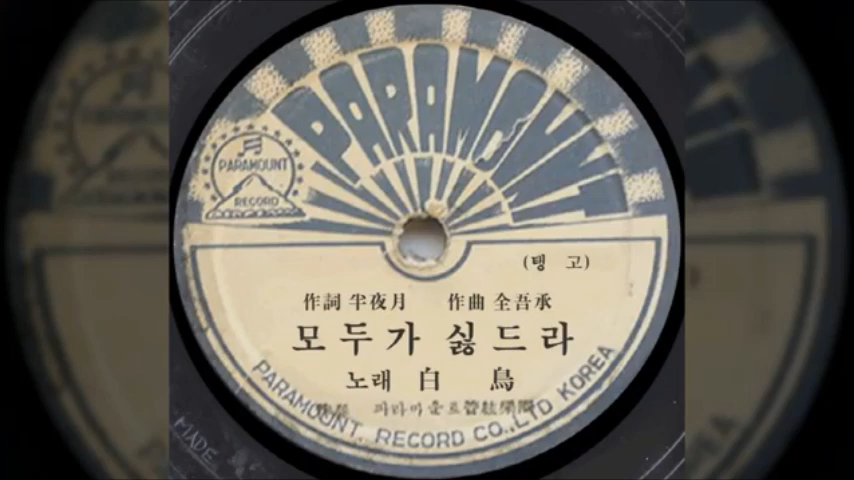 PARAMOUNT
PARAMOUNT
RECORD
(탱 고)
作詞 半夜月 作曲 全吾承
모두가 싫드라
노래 白 鳥
파라마운트管絃樂團
PARAMOUNT RECORD CO., LTD KOREA
MADE